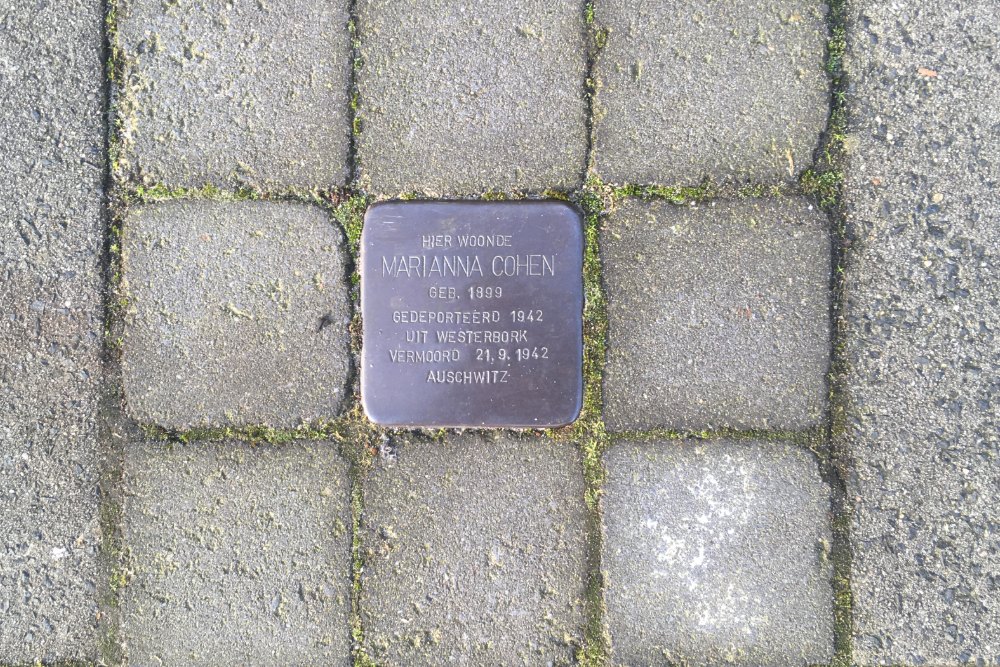 HIER WOONDE
MARIANNA COHEN
GEB. 1899
GEDEPORTEERD 1942
UIT WESTERBORK
VERMOORD 21.9.1942
AUSCHWITZ